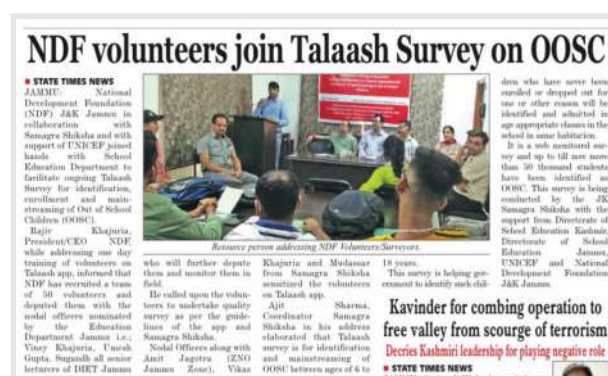 NDF volunteers join Talaash Survey on OOSC
■ STATE TIMES NEWS
JAMMU: National
Development Foundation
(NDF) J&K Jammu in
collaboration with
Samagra Shiksha and with
support of UNICEF joined
hands with School
Education Department to
facilitate ongoing Talaash
Survey for identification,
enrollment and main-
streaming of Out of School
Children (OOSC).
Rajiv Khajuria,
President/CEO NDF,
while addressing one day
training of volunteers on
Talaash app, informed that
NDF has recruited a team
of 50 volunteers and
deputed them with the
nodal officers nominated
by the Education
Department Jammu i.e.;
Viney Khajuria, Umesh
Gupta, Sugandh all senior
lecturers of DIET Jammu
Resource person addressing NDF Volunteers/Surveyors.
who will further depute
them and monitor them in
field.
He called upon the volun-
teers to undertake quality
survey as per the guide-
lines of the app and
Samagra Shiksha.
Nodal Officers along with
Amit Jagotra (ZNO
Jammu Zone), Vikas
Khajuria and Mudassar
from Samagra Shiksha
sensitized the volunteers
on Talaash app.
Ajit Sharma,
Coordinator Samagra
Shiksha in his address
elaborated that Talaash
survey is for identification
and mainstreaming of
OOSC between ages of 6 to
18 years.
This survey is helping gov-
ernment to identify such chil-
dren who have never been
enrolled or dropped out for
one or other reason will be
identified and admitted in
age appropriate classes in the
school in same habitation.
It is a web monitored sur-
vey and up to till now more
than 50 thousand students
have been identified as
OOSC. This survey is being
conducted by the JK
Samagra Shiksha with the
support from Directorate of
School Education Kashmir,
Directorate of School
Education Jammu,
UNICEF and National
Development Foundation
J&K Jammu.
Kavinder for combing operation to
free valley from scourge of terrorism
Decries Kashmiri leadership for playing negative role
■ STATE TIMES NEWS